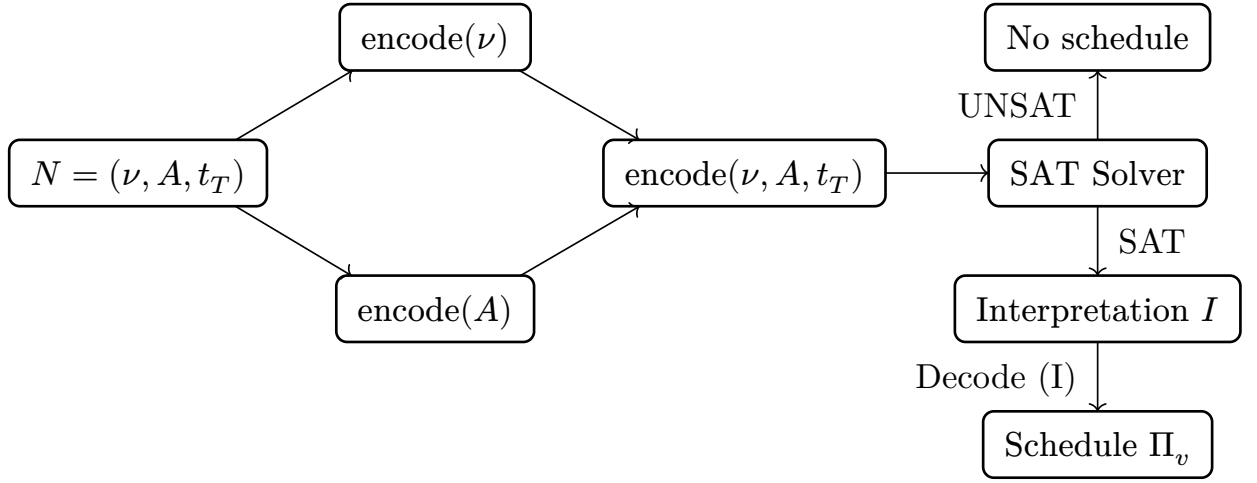 encode(ν)
No schedule
UNSAT
N = (ν, A, t_T)
encode(ν, A, t_T)
SAT Solver
SAT
encode(A)
Interpretation I
Decode (I)
Schedule Π_v